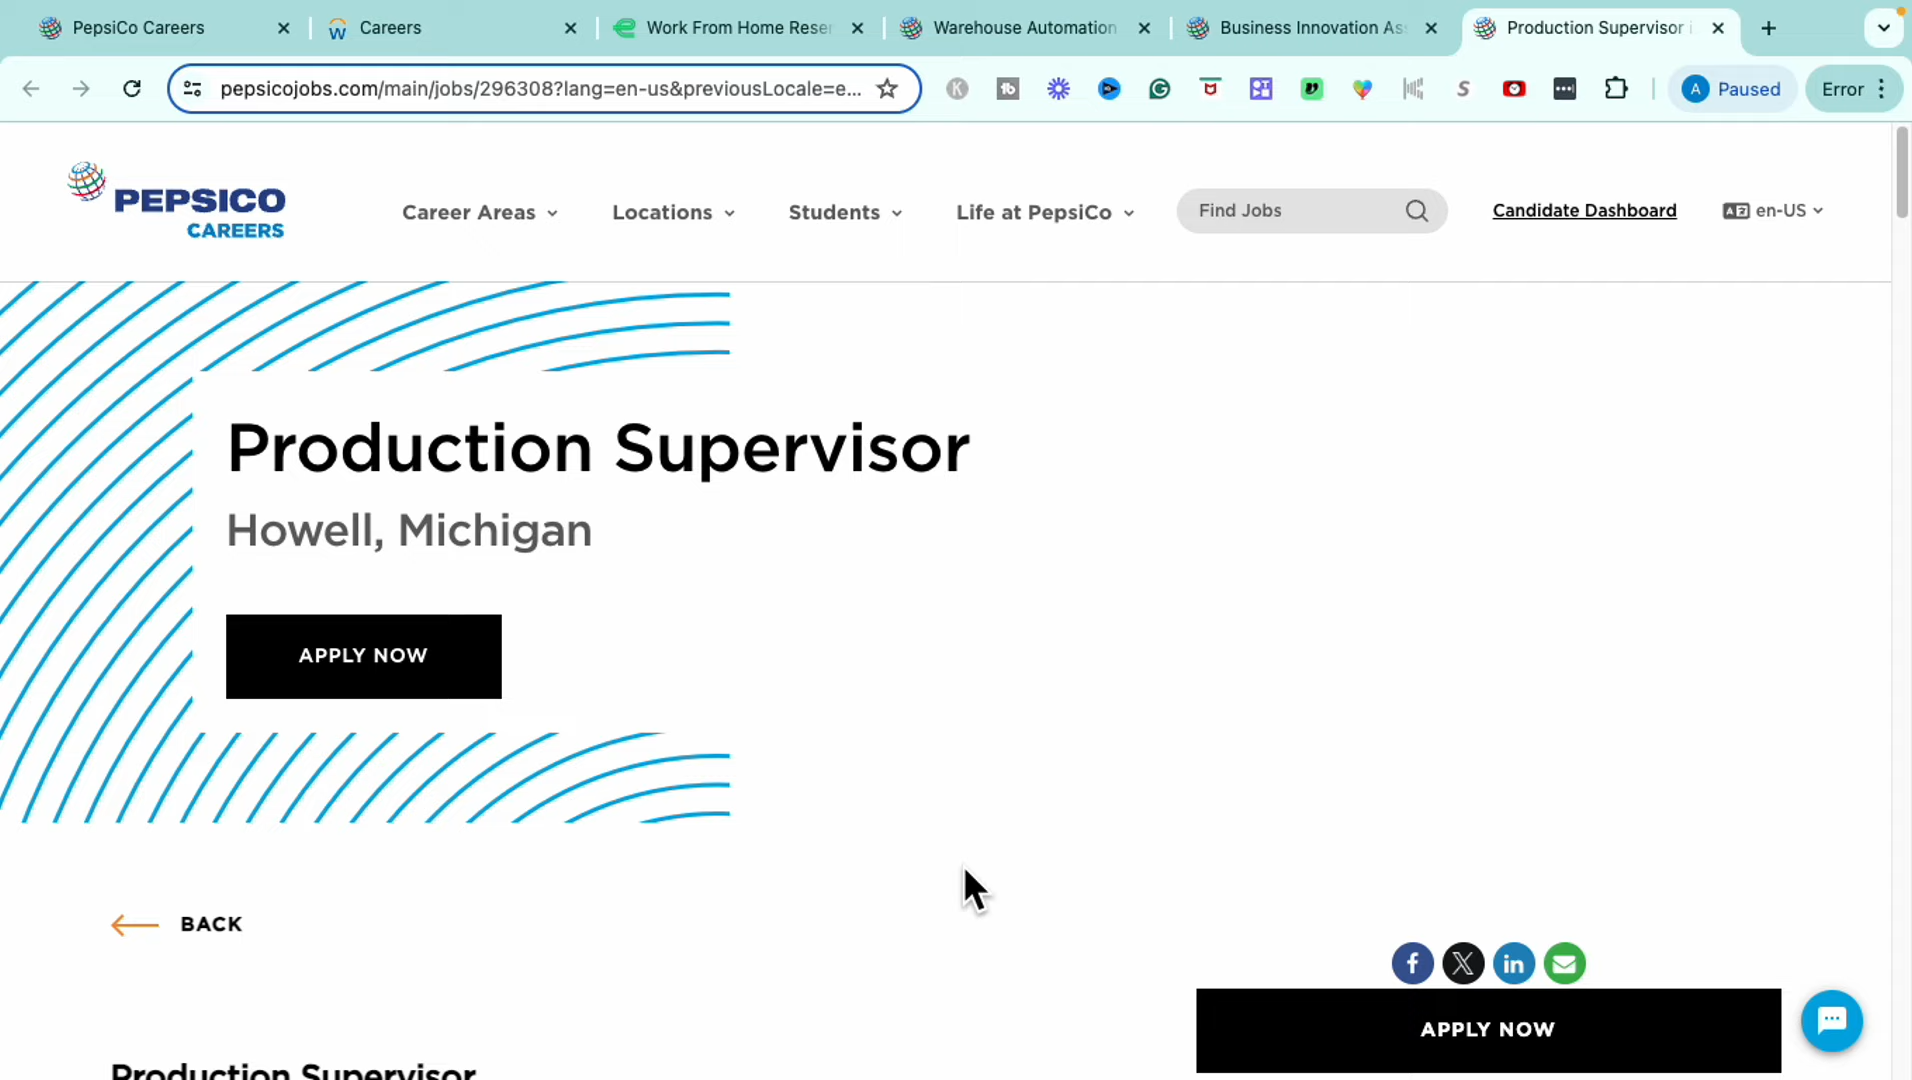 PepsiCo Careers
Careers
Work From Home Reser
Warehouse Automation
Business Innovation As
Production Supervisor i
pepsicojobs.com/main/jobs/296308?lang=en-us&previousLocale=e...
A Paused
Error
PEPSICO
CAREERS
Career Areas
Locations
Students
Life at PepsiCo
Find Jobs
Candidate Dashboard
en-US
Production Supervisor
Howell, Michigan
APPLY NOW
BACK
APPLY NOW
Production Supervisor